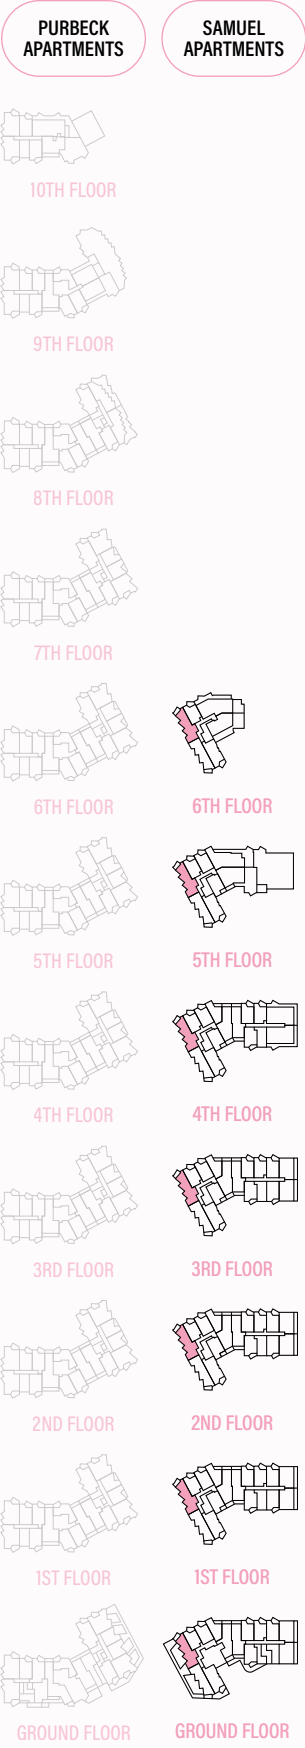 PURBECK
APARTMENTS
SAMUEL
APARTMENTS
10TH FLOOR
9TH FLOOR
8TH FLOOR
7TH FLOOR
6TH FLOOR
6TH FLOOR
5TH FLOOR
5TH FLOOR
4TH FLOOR
4TH FLOOR
3RD FLOOR
3RD FLOOR
2ND FLOOR
2ND FLOOR
1ST FLOOR
1ST FLOOR
GROUND FLOOR
GROUND FLOOR